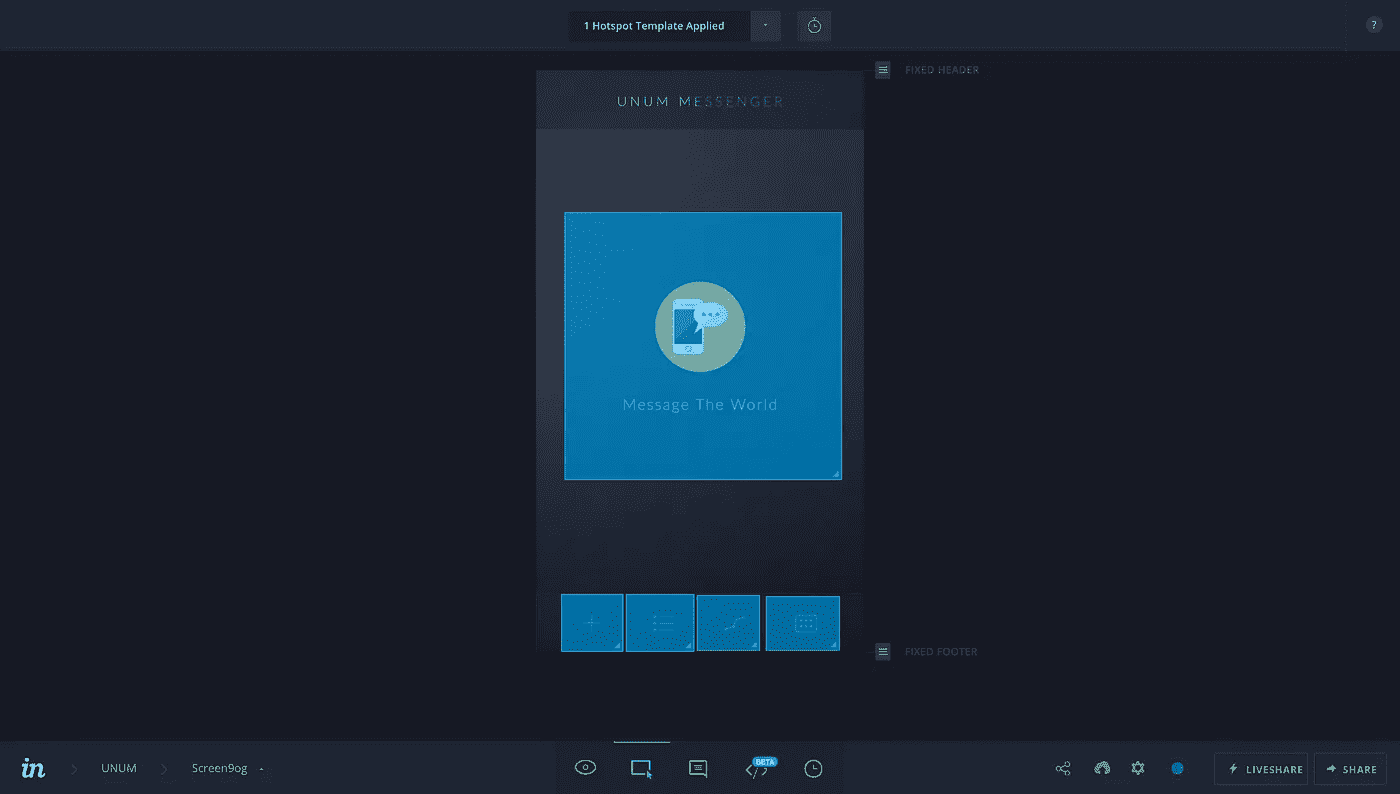 1 Hotspot Template Applied
?
FIXED HEADER
UNUM MESSENGER
Message The World
FIXED FOOTER
in
UNUM
Screen9og
BETA
LIVESHARE
SHARE